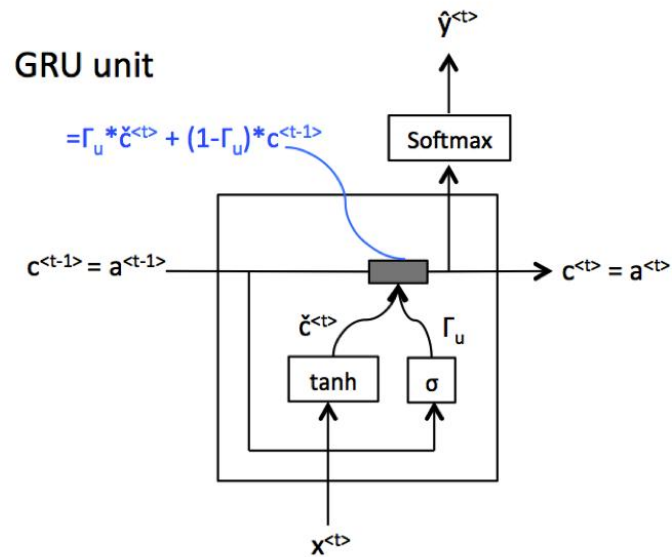 ŷ<t>
GRU unit
=Γu*č<t> + (1-Γu)*c<t-1>
Softmax
c<t-1> = a<t-1>
c<t> = a<t>
č<t>
Γu
tanh
σ
x<t>